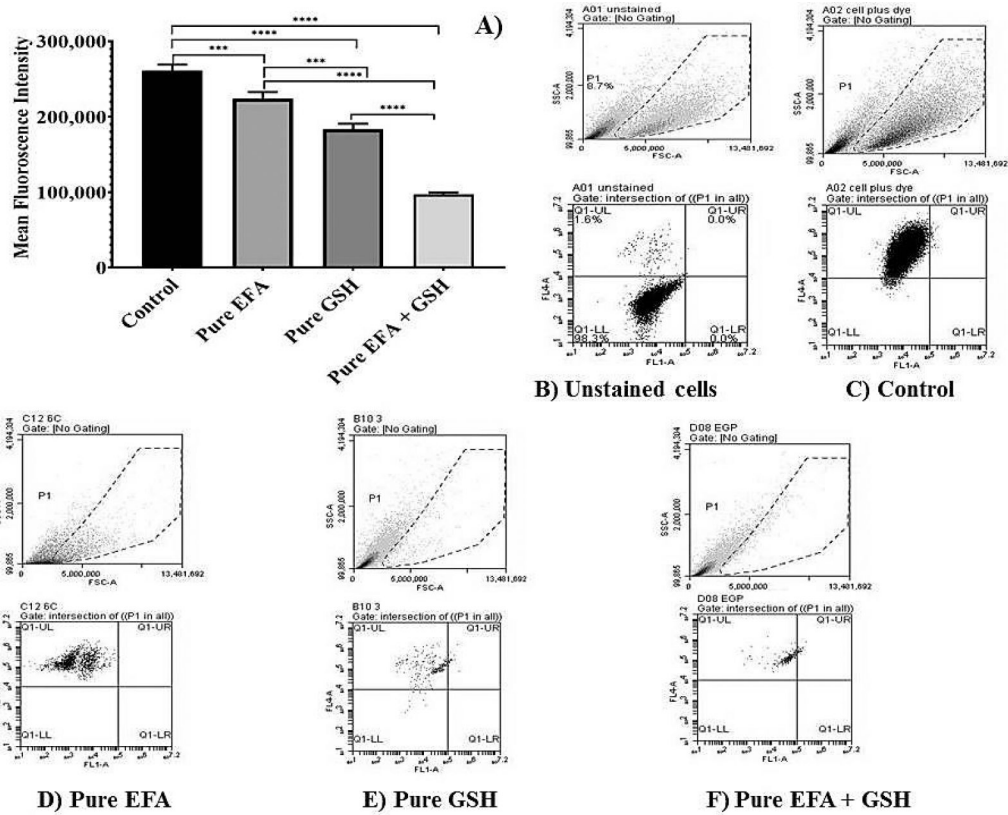 A)
****
****
***
***
****
****
300,000
200,000
100,000
0
Mean Fluoroscence Intensity
Control
Pure EFA
Pure GSH
Pure EFA + GSH
A01 unstained
Gate: [No Gating]
4,194,304
2,000,000
99,865
SSC-A
P1
8.7%
0
5,000,000
13,481,692
FSC-A
A02 cell plus dye
Gate: [No Gating]
4,194,304
2,000,000
99,865
SSC-A
P1
0
5,000,000
13,481,692
FSC-A
A01 unstained
Gate: intersection of ((P1 in all)
Q1-UL
1.6%
Q1-UR
0.0%
Q1-LL
98.3%
Q1-LR
0.0%
FL4-A
FL1-A
B) Unstained cells
A02 cell plus dye
Gate: intersection of ((P1 in all)
Q1-UL
Q1-UR
Q1-LL
Q1-LR
FL4-A
FL1-A
C) Control
C12 6C
Gate: [No Gating]
4,194,304
2,000,000
99,865
P1
0
5,000,000
13,481,692
FSC-A
B10 3
Gate: [No Gating]
4,194,304
2,000,000
99,865
SSC-A
P1
0
5,000,000
13,481,692
FSC-A
D08 EGP
Gate: [No Gating]
4,194,304
2,000,000
99,865
SSC-A
P1
0
5,000,000
13,481,692
FSC-A
C12 6C
Gate: intersection of ((P1 in all)
Q1-UL
Q1-UR
Q1-LL
Q1-LR
FL1-A
D) Pure EFA
B10 3
Gate: intersection of ((P1 in all)
Q1-UL
Q1-UR
Q1-LL
Q1-LR
FL4-A
FL1-A
E) Pure GSH
D08 EGP
Gate: intersection of ((P1 in all)
Q1-UL
Q1-UR
Q1-LL
Q1-LR
FL4-A
FL1-A
F) Pure EFA + GSH